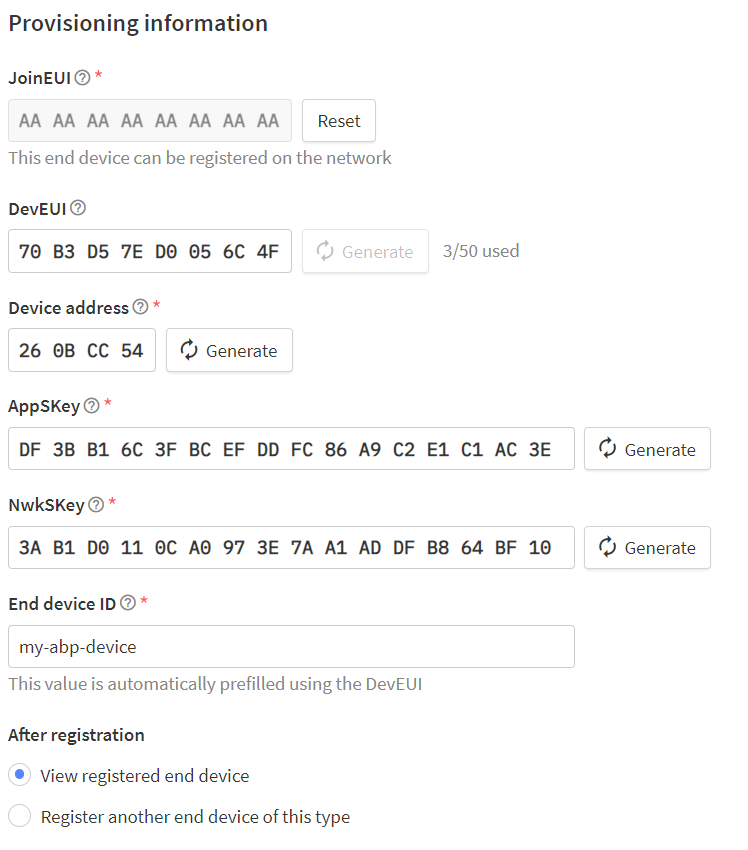 Provisioning information
JoinEUI ? *
AA AA AA AA AA AA AA AA Reset
This end device can be registered on the network
DevEUI ?
70 B3 D5 7E D0 05 6C 4F Generate 3/50 used
Device address ? *
26 0B CC 54 Generate
AppSKey ? *
DF 3B B1 6C 3F BC EF DD FC 86 A9 C2 E1 C1 AC 3E Generate
NwkSKey ? *
3A B1 D0 11 0C A0 97 3E 7A A1 AD DF B8 64 BF 10 Generate
End device ID ? *
my-abp-device
This value is automatically prefilled using the DevEUI
After registration
View registered end device
Register another end device of this type